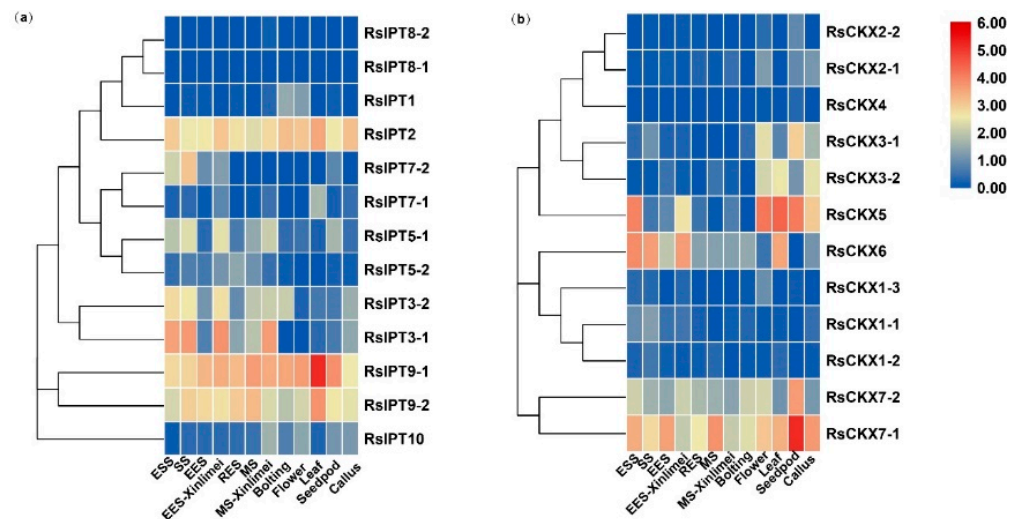 (a)
RsIPT8-2
RsIPT8-1
RsIPT1
RsIPT2
RsIPT7-2
RsIPT7-1
RsIPT5-1
RsIPT5-2
RsIPT3-2
RsIPT3-1
RsIPT9-1
RsIPT9-2
RsIPT10
ESS
SS
EES
EES-Xinlimei
RES
MS
MS-Xinlimei
Bolting
Flower
Leaf
Seedpod
Callus
(b)
RsCKX2-2
RsCKX2-1
RsCKX4
RsCKX3-1
RsCKX3-2
RsCKX5
RsCKX6
RsCKX1-3
RsCKX1-1
RsCKX1-2
RsCKX7-2
RsCKX7-1
ESS
SS
EES
EES-Xinlimei
RES
MS
MS-Xinlimei
Bolting
Flower
Leaf
Seedpod
Callus
6.00
5.00
4.00
3.00
2.00
1.00
0.00